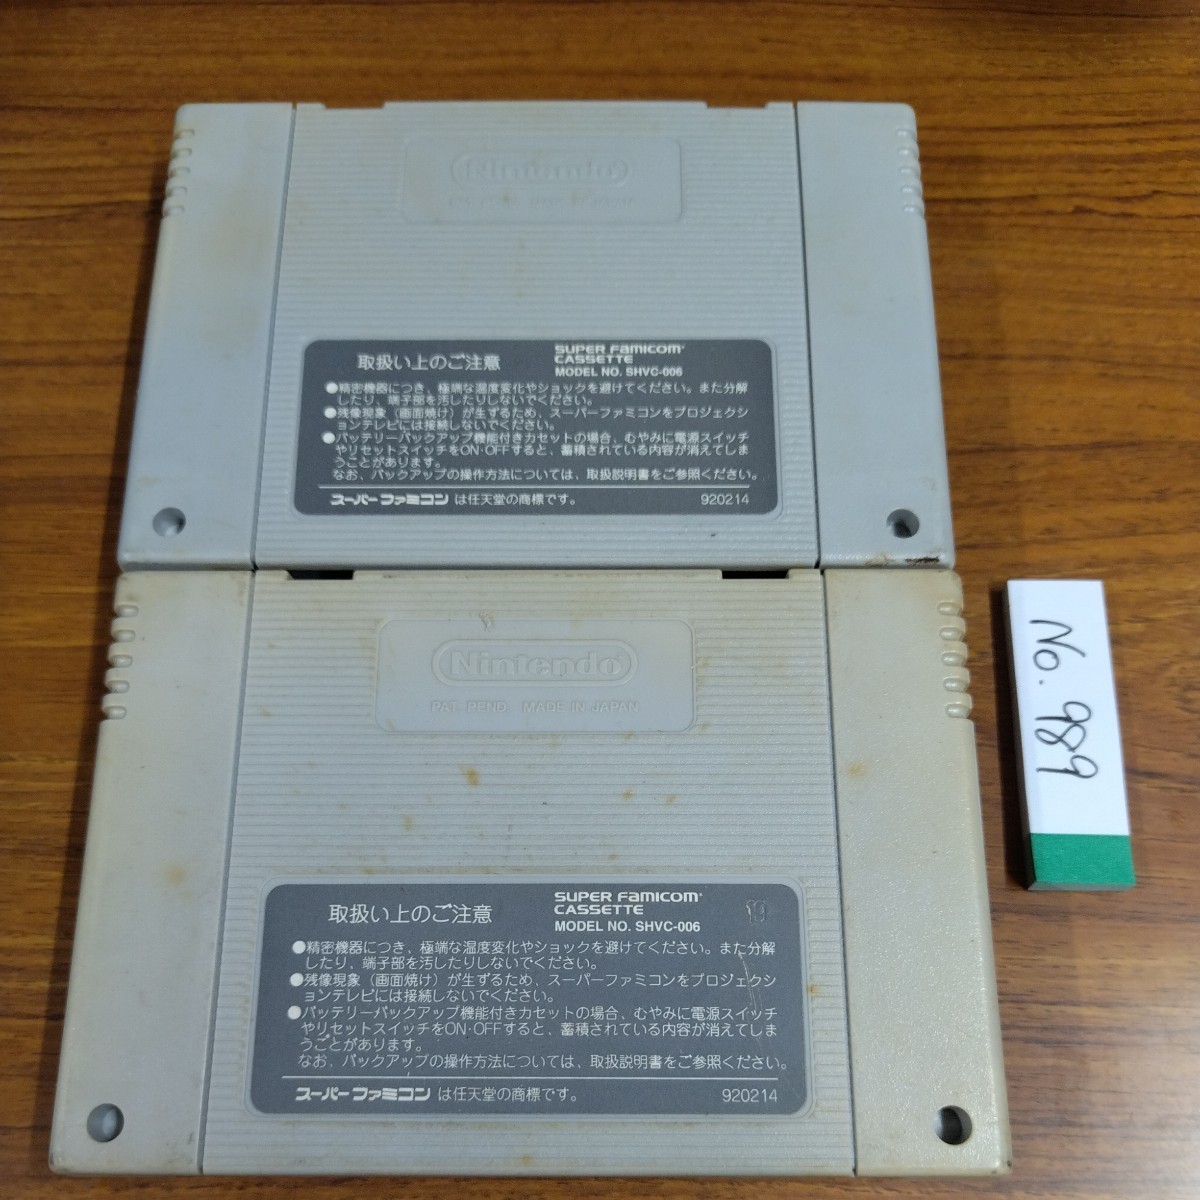 Nintendo
取扱い上のご注意
SUPER FAMICOM
CASSETTE
MODEL NO. SHVC-006
●精密機器につき、極端な温度変化やショックを避けてください。また分解
したり、端子部を汚したりしないでください。
●残像現象(画面焼け)が生ずるため、スーパーファミコンをプロジェクシ
ョンテレビには接続しないでください。
●バッテリーバックアップ機能付きカセットの場合、むやみに電源スイッチ
やリセットスイッチをON·OFFすると、蓄積されている内容が消えてしま
うことがあります。
なお、バックアップの操作方法については、取扱説明書をご参照ください。
スーパーファミコンは任天堂の商標です。
920214
Nintendo
PAT. PEND. MADE IN JAPAN
取扱い上のご注意
SUPER FAMICOM
CASSETTE
MODEL NO. SHVC-006
19
●精密機器につき、極端な温度変化やショックを避けてください。また分解
したり、端子部を汚したりしないでください。
●残像現象(画面焼け)が生ずるため、スーパーファミコンをプロジェクシ
ョンテレビには接続しないでください。
●バッテリーバックアップ機能付きカセットの場合、むやみに電源スイッチ
やリセットスイッチをON·OFFすると、蓄積されている内容が消えてしま
うことがあります。
なお、バックアップの操作方法については、取扱説明書をご参照ください。
スーパーファミコンは任天堂の商標です。
920214
No. 989